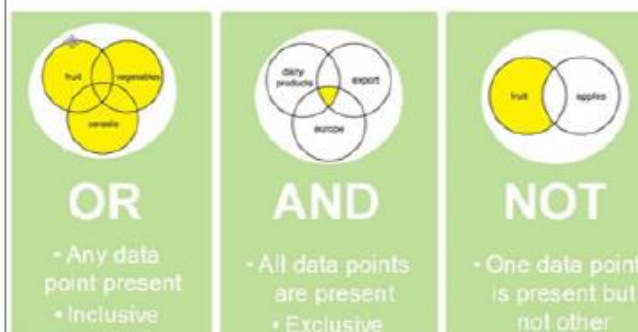 fruit
vegetables
cereals
OR
• Any data
point present
• Inclusive
dairy
products
export
europe
AND
• All data points
are present
• Exclusive
fruit
apples
NOT
• One data point
is present but
not other